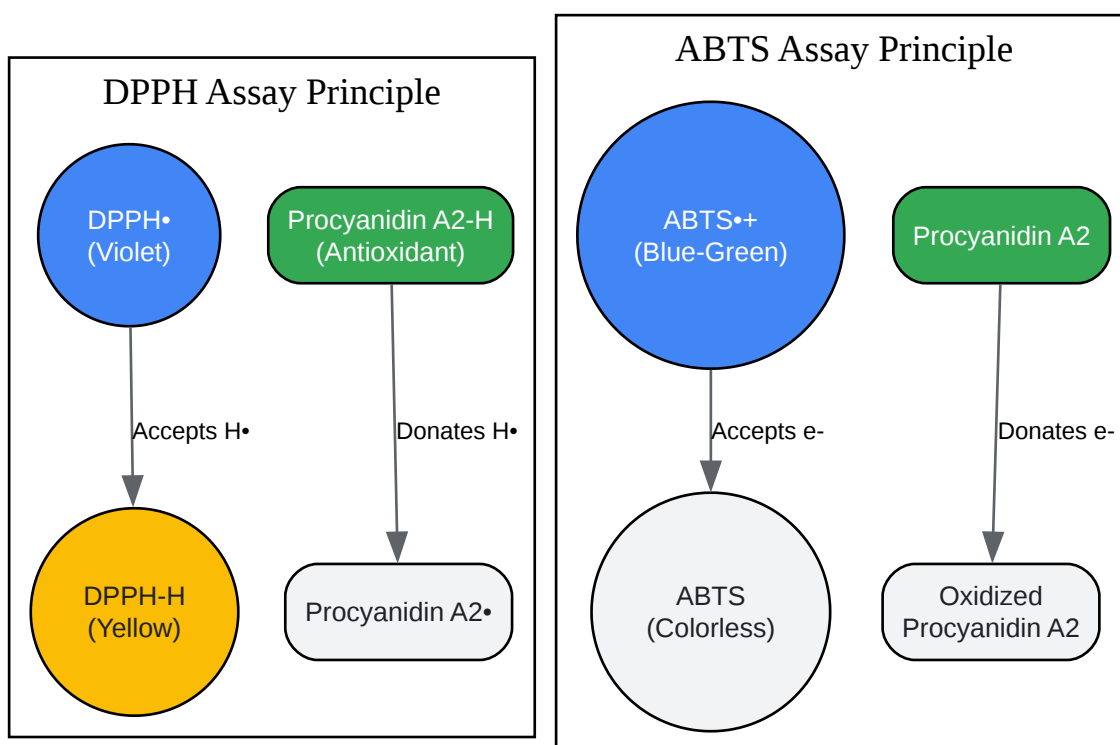 DPPH Assay Principle
DPPH•
(Violet)
Procyanidin A2-H
(Antioxidant)
Accepts H•
Donates H•
DPPH-H
(Yellow)
Procyanidin A2•
ABTS Assay Principle
ABTS•+
(Blue-Green)
Procyanidin A2
Accepts e-
Donates e-
ABTS
(Colorless)
Oxidized
Procyanidin A2